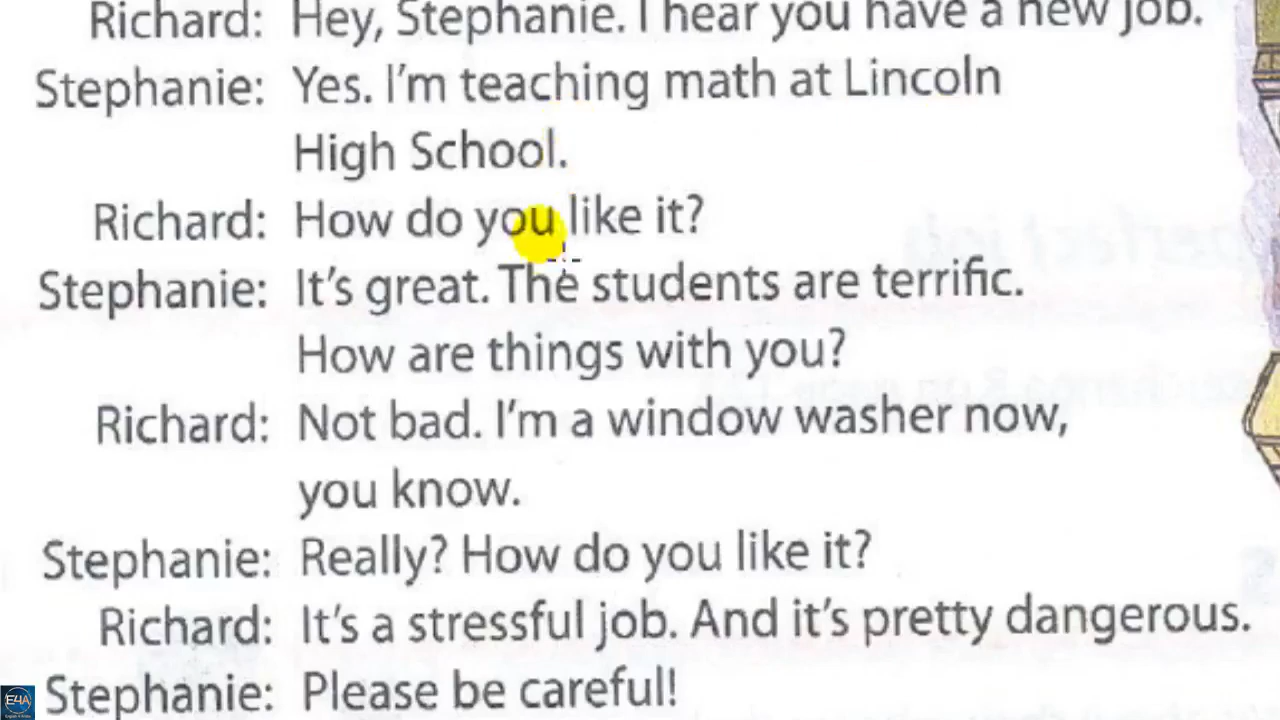 Richard: Hey, Stephanie. I hear you have a new job.
Stephanie: Yes. I'm teaching math at Lincoln
High School.
Richard: How do you like it?
Stephanie: It's great. The students are terrific.
How are things with you?
Richard: Not bad. I'm a window washer now,
you know.
Stephanie: Really? How do you like it?
Richard: It's a stressful job. And it's pretty dangerous.
Stephanie: Please be careful!
E4A